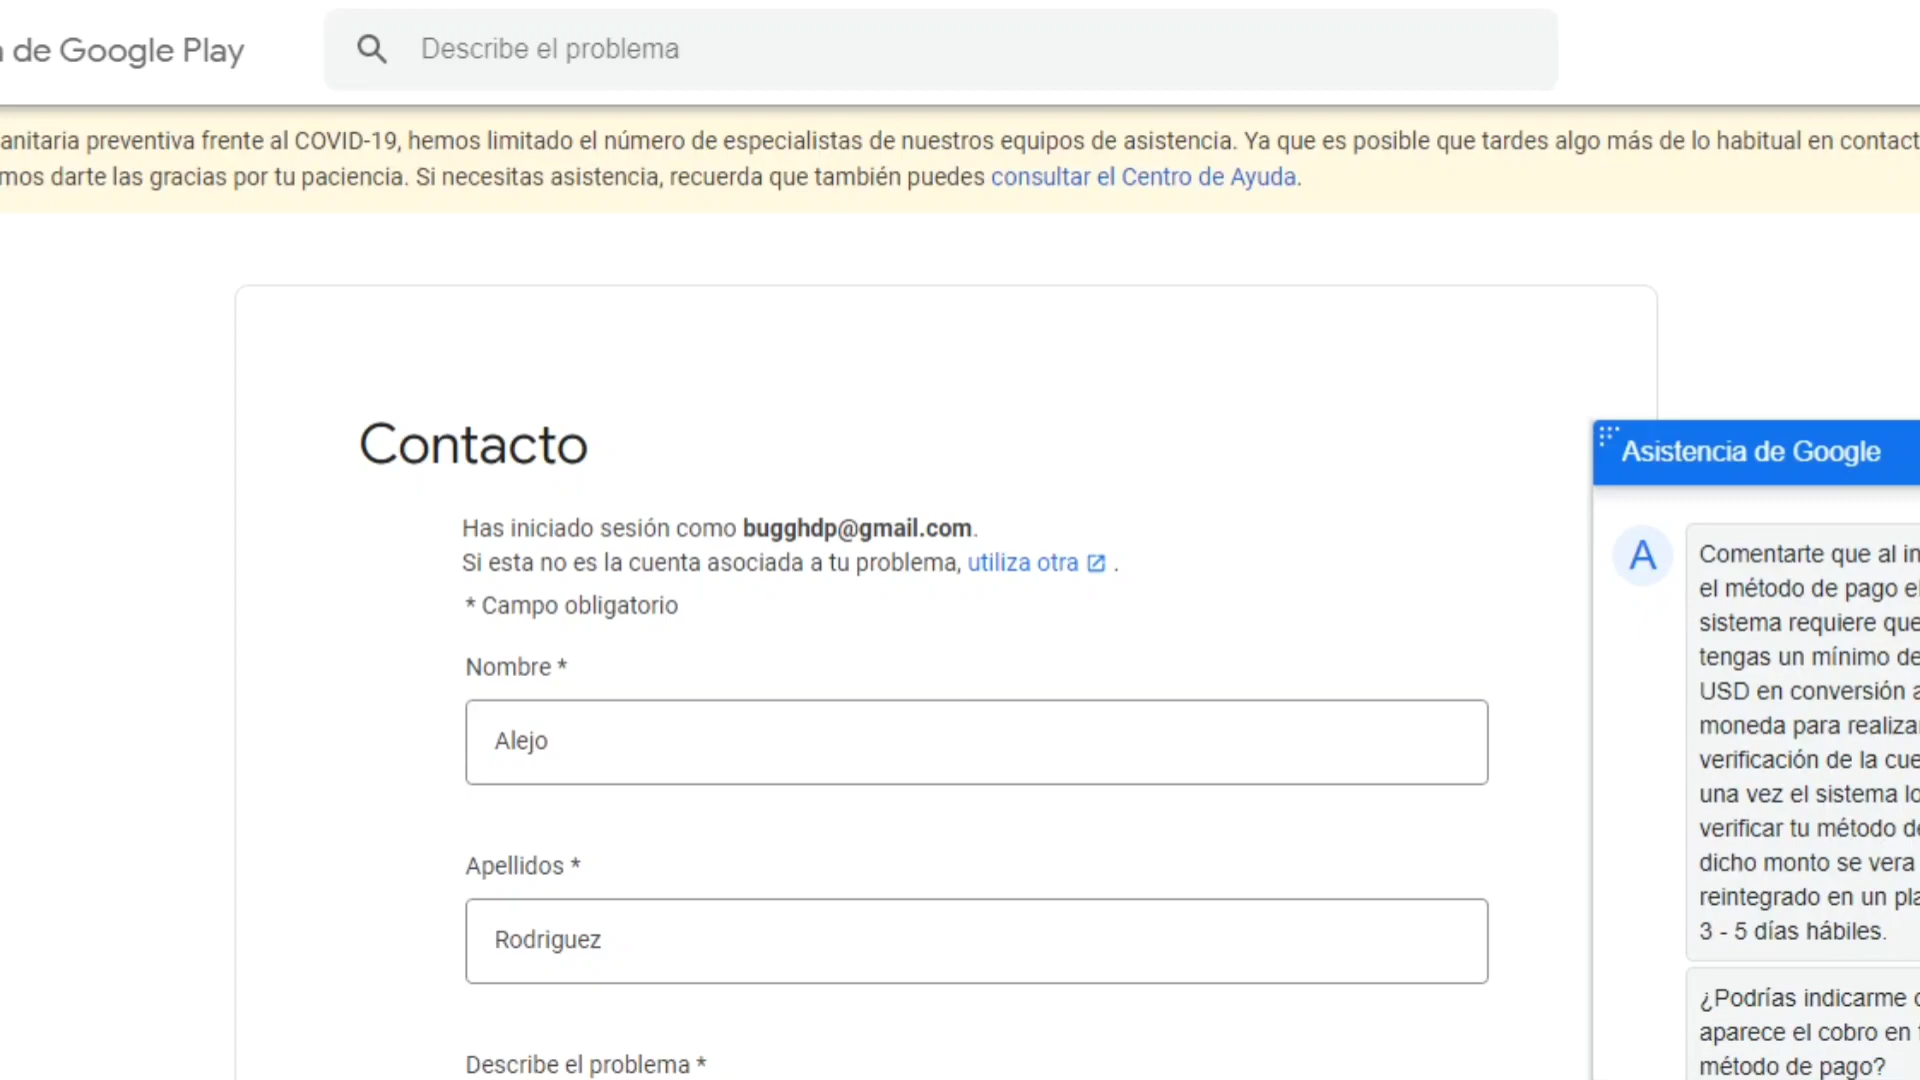 de Google Play
Describe el problema
anitaria preventiva frente al COVID-19, hemos limitado el número de especialistas de nuestros equipos de asistencia. Ya que es posible que tardes algo más de lo habitual en contact
mos darte las gracias por tu paciencia. Si necesitas asistencia, recuerda que también puedes consultar el Centro de Ayuda.
Contacto
Has iniciado sesión como bugghdp@gmail.com.
Si esta no es la cuenta asociada a tu problema, utiliza otra .
* Campo obligatorio
Nombre *
Alejo
Apellidos *
Rodriguez
Describe el problema *
Asistencia de Google
A
Comentarte que al in
el método de pago el
sistema requiere que
tengas un mínimo de
USD en conversión a
moneda para realizar
verificación de la cue
una vez el sistema lo
verificar tu método de
dicho monto se vera
reintegrado en un pla
3 - 5 días hábiles.
¿Podrías indicarme c
aparece el cobro en
método de pago?